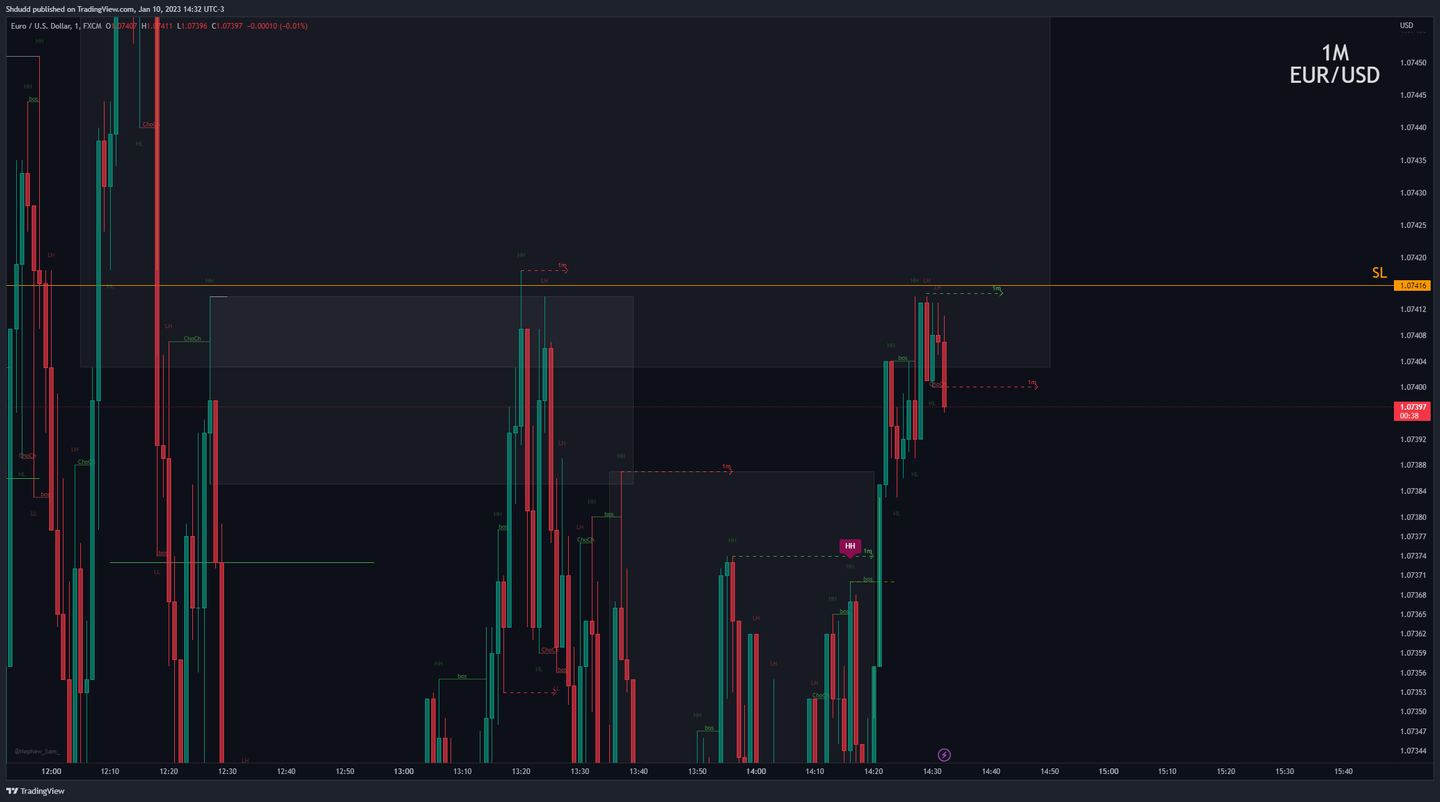 Shdudd published on TradingView.com, Jan 10, 2023 14:32 UTC-3
Euro / U.S. Dollar, 1, FXCM O1.07407 H1.07411 L1.07396 C1.07397 −0.00010 (−0.01%)
USD
1M
EUR/USD
1.07450
1.07445
1.07440
1.07435
1.07430
1.07425
1.07420
SL
1.07416
1.07412
1.07408
1.07404
1.07400
1.07397
00:38
1.07392
1.07388
1.07384
1.07380
1.07377
1.07374
1.07371
1.07368
1.07365
1.07362
1.07359
1.07356
1.07353
1.07350
1.07347
1.07344
HH
HH
bos
ChoCh
HL
LH
HH
LH
ChoCh
HH
1m
LH
HH
LH
1m
HH
bos
ChoCh
1m
HL
HL
HL
ChoCh
HL
bos
LL
LH
ChoCh
bos
LL
LH
HH
1m
HH
bos
HH
bos
LH
ChoCh
HH
HH
1m
HH
bos
HH
bos
LH
LH
LH
ChoCh
HH
bos
ChoCh
bos
HL
LL
HH
bos
LH
@Nephew_Sam_
12:00 12:10 12:20 12:30 12:40 12:50 13:00 13:10 13:20 13:30 13:40 13:50 14:00 14:10 14:20 14:30 14:40 14:50 15:00 15:10 15:20 15:30 15:40
TradingView